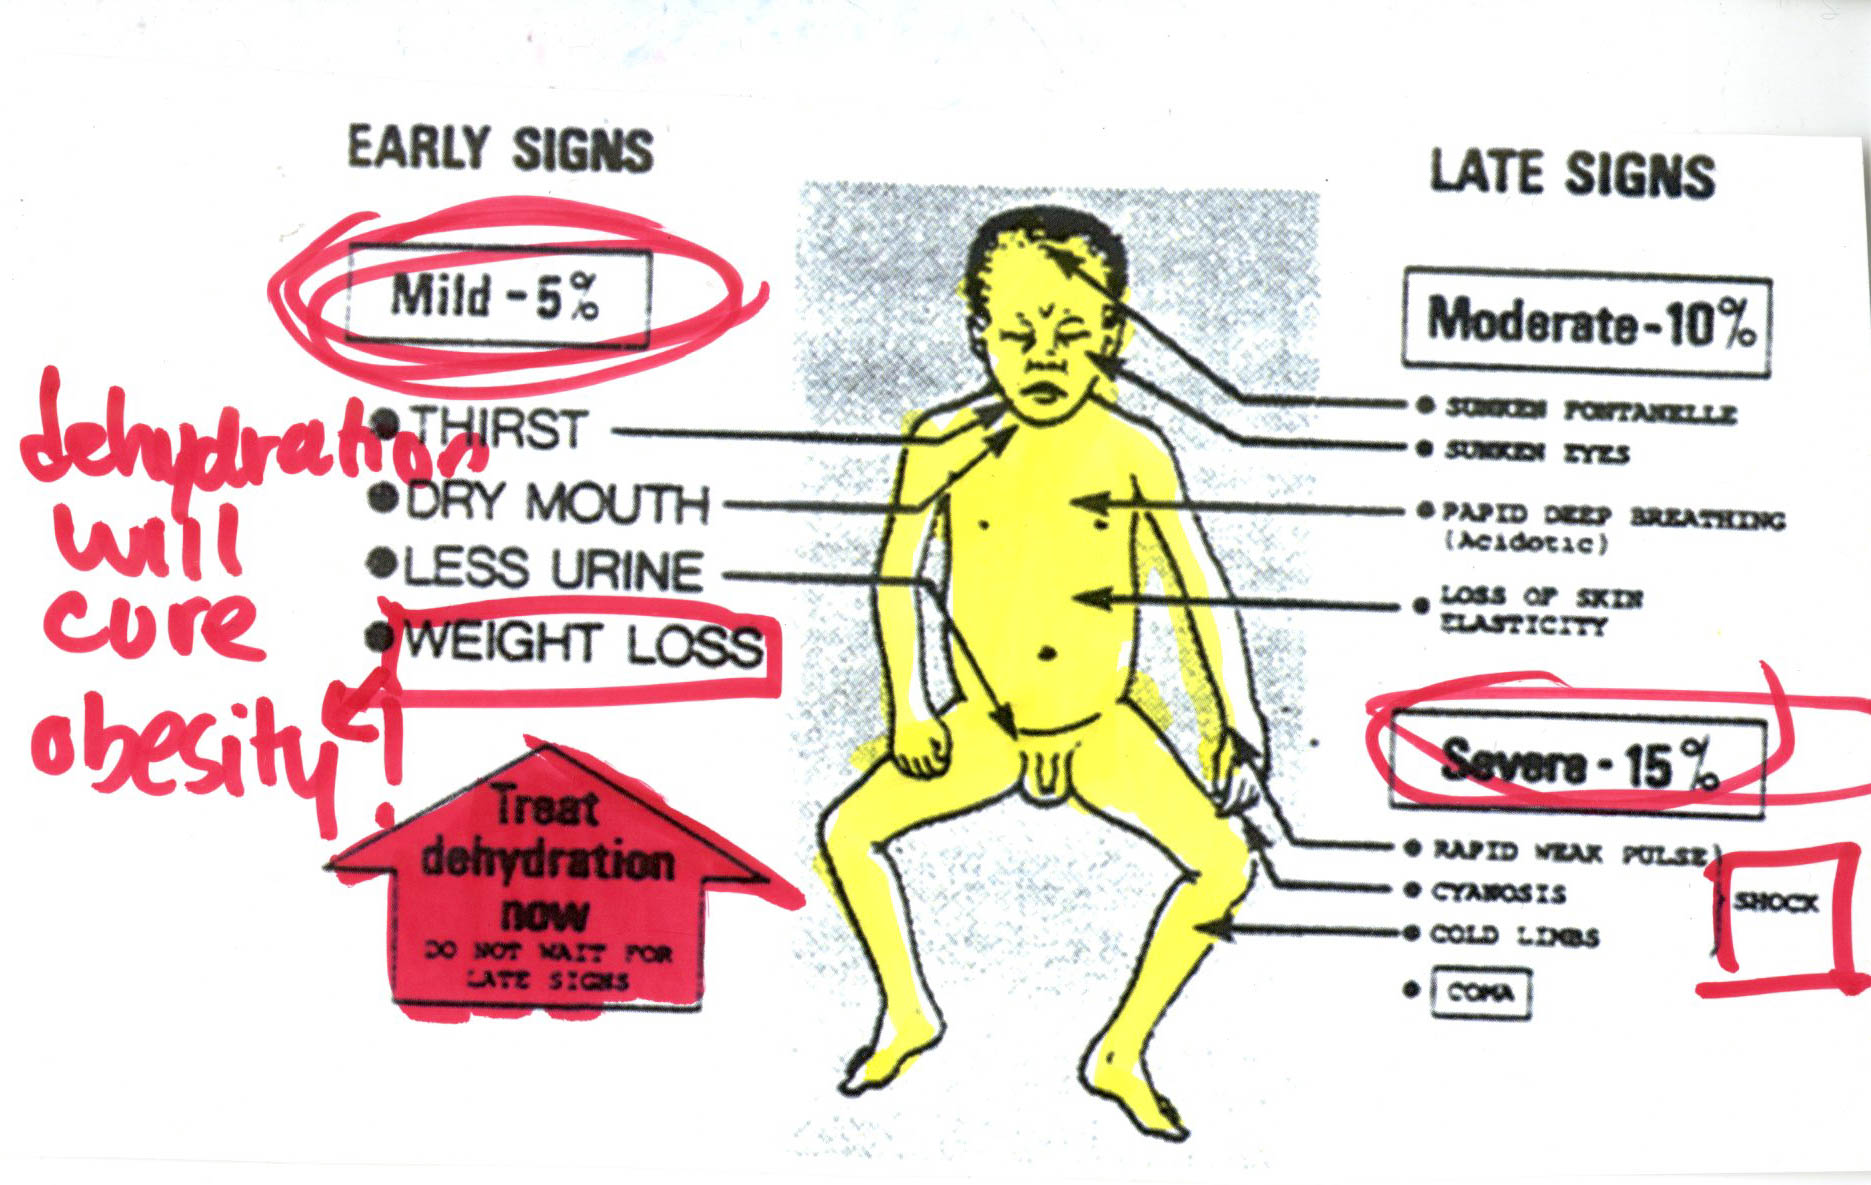 EARLY SIGNS
Mild - 5%
● THIRST
● DRY MOUTH
● LESS URINE
● WEIGHT LOSS
dehydration
will
cure
obesity!
Treat
dehydration
now
DO NOT WAIT FOR
LATE SIGNS
LATE SIGNS
Moderate - 10%
● SUNKEN FONTANELLE
● SUNKEN EYES
● PAPID DEEP BREATHING
(Acidotic)
● LOSS OF SKIN
ELASTICITY
Severe - 15%
● RAPID WEAK PULSE
● CYANOSIS
● COLD LIMBS
SHOCK
● COMA